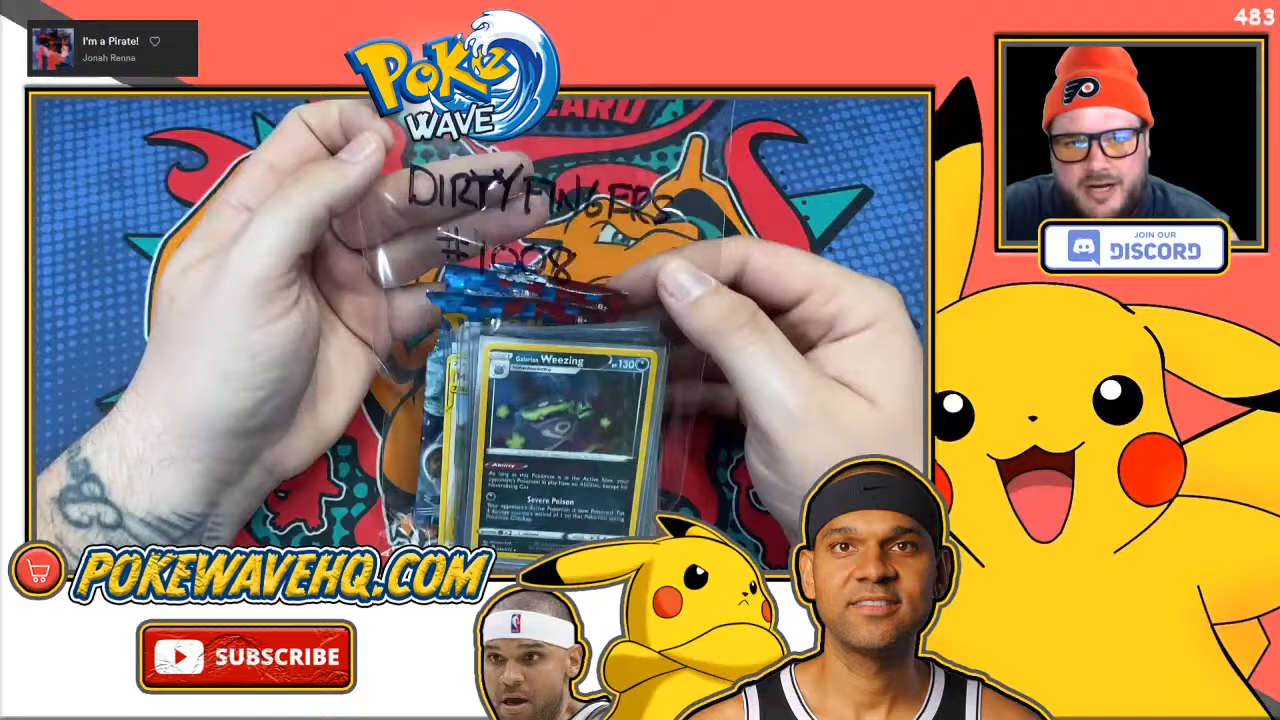 483
I'm a Pirate!
Jonah Renna
POKE
WAVE
DIRTYFINGERS
#1008
Galarian Weezing
130
Ability
Severe Poison
JOIN OUR
DISCORD
POKEWAVEHQ.COM
SUBSCRIBE